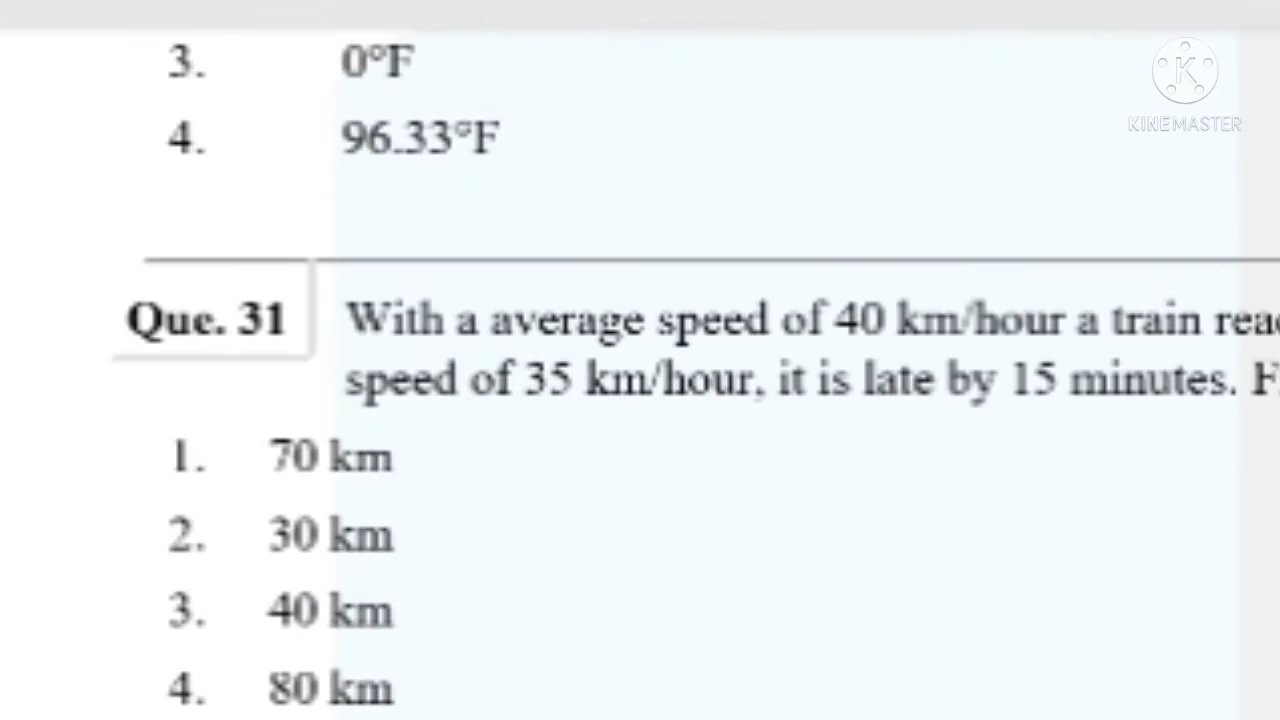 3. 0°F
KINEMASTER
4. 96.33°F
Que. 31 With a average speed of 40 km/hour a train
speed of 35 km/hour, it is late by 15 minutes.
1. 70 km
2. 30 km
3. 40 km
4. 80 km